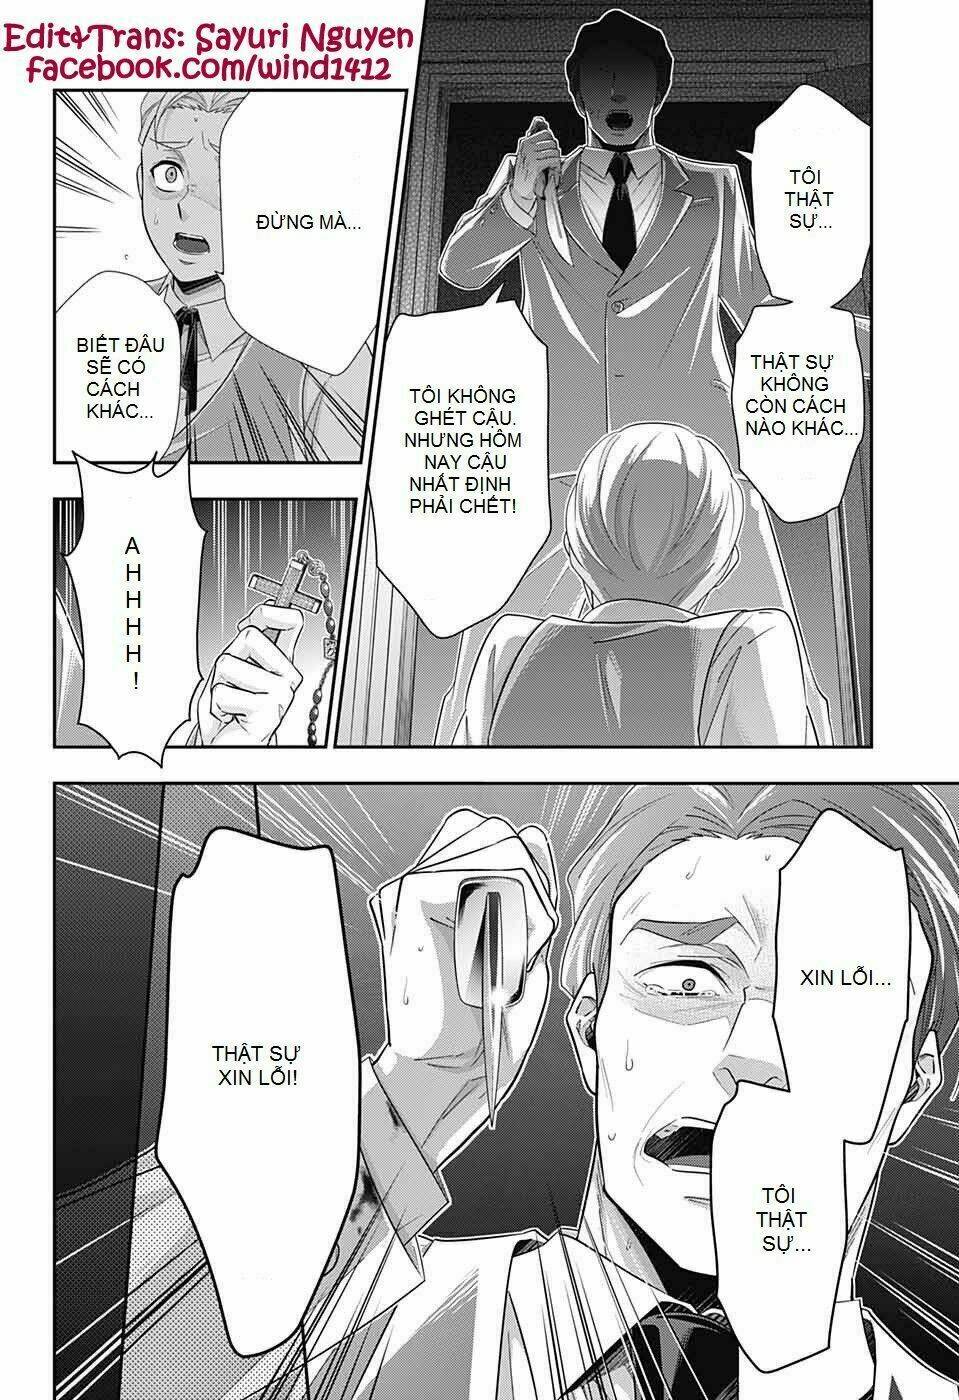 Edit&Trans: Sayuri Nguyen
facebook.com/wind1412
TÔI
THẬT
SỰ...
THẬT SỰ
KHÔNG
CÒN CÁCH
NÀO KHÁC...
TÔI KHÔNG
GHÉT CẬU.
NHƯNG HÔM
NAY CẬU
NHẤT ĐỊNH
PHẢI CHẾT!
ĐỪNG MÀ...
BIẾT ĐÂU
SẼ CÓ
CÁCH
KHÁC...
A
H
H
H
H
!
XIN LỖI...
TÔI
THẬT
SỰ...
THẬT SỰ
XIN LỖI!